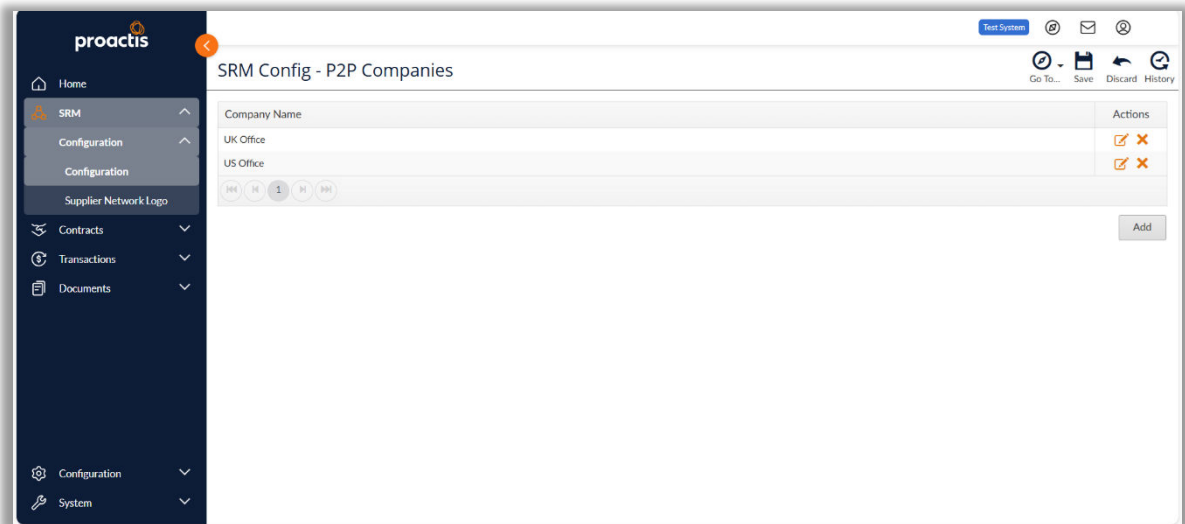 proactis
Test System
SRM Config - P2P Companies
Go To...
Save
Discard
History
Home
SRM
Configuration
Configuration
Supplier Network Logo
Contracts
Transactions
Documents
Configuration
System
Company Name
Actions
UK Office
US Office
1
Add